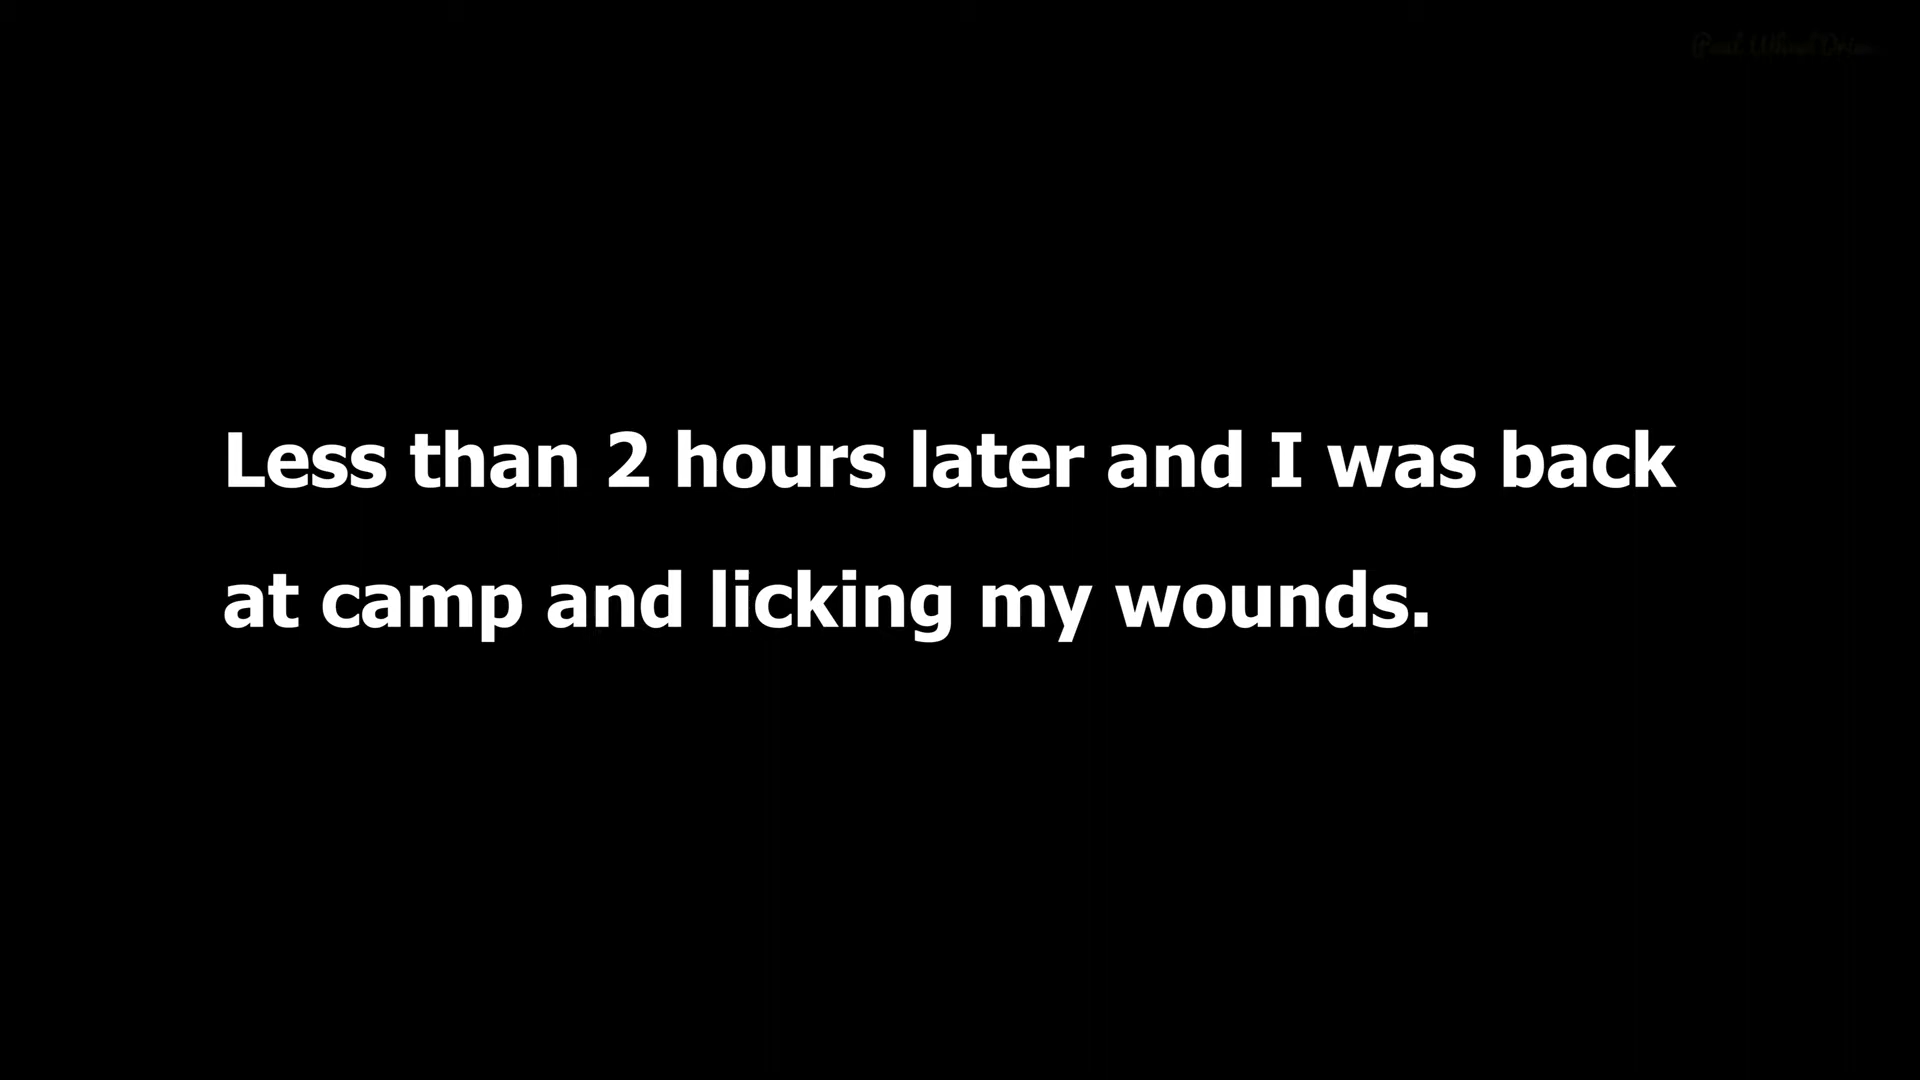 Less than 2 hours later and I was back
at camp and licking my wounds.